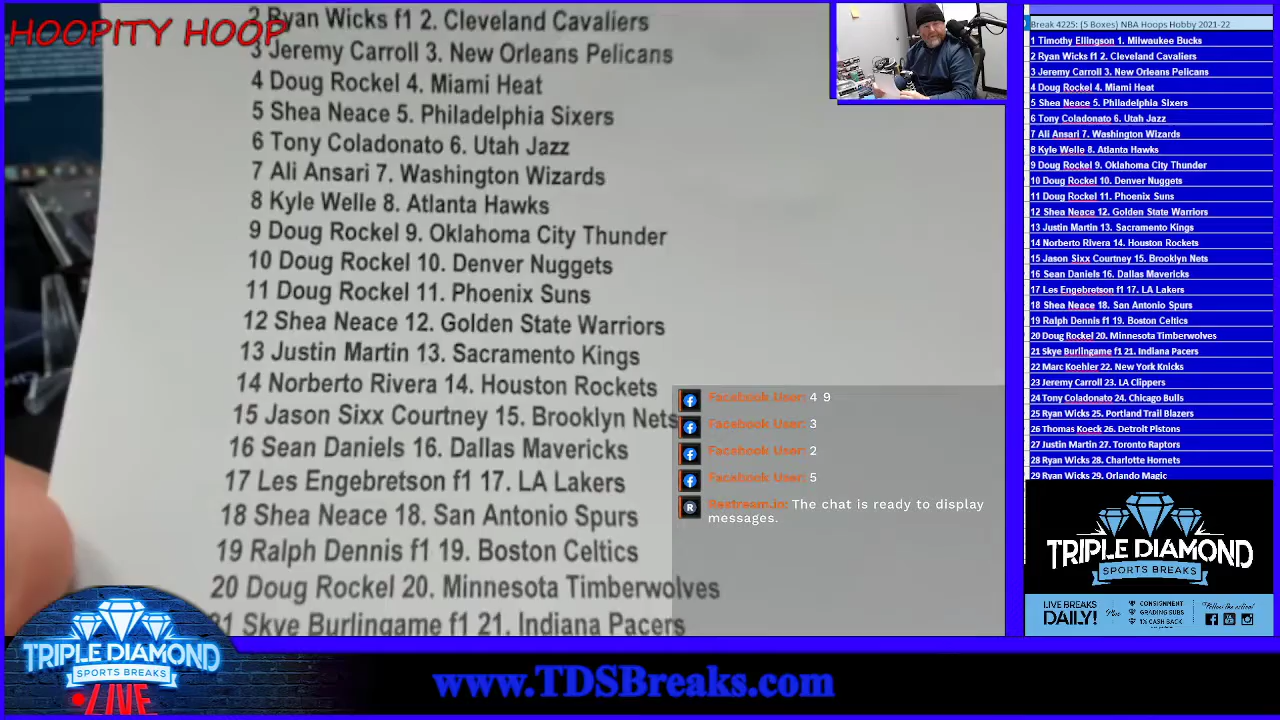 HOOPITY HOOP
2 Ryan Wicks f1 2. Cleveland Cavaliers
3 Jeremy Carroll 3. New Orleans Pelicans
4 Doug Rockel 4. Miami Heat
5 Shea Neace 5. Philadelphia Sixers
6 Tony Coladonato 6. Utah Jazz
7 Ali Ansari 7. Washington Wizards
8 Kyle Welle 8. Atlanta Hawks
9 Doug Rockel 9. Oklahoma City Thunder
10 Doug Rockel 10. Denver Nuggets
11 Doug Rockel 11. Phoenix Suns
12 Shea Neace 12. Golden State Warriors
13 Justin Martin 13. Sacramento Kings
14 Norberto Rivera 14. Houston Rockets
15 Jason Sixx Courtney 15. Brooklyn Nets
16 Sean Daniels 16. Dallas Mavericks
17 Les Engebretson f1 17. LA Lakers
18 Shea Neace 18. San Antonio Spurs
19 Ralph Dennis f1 19. Boston Celtics
20 Doug Rockel 20. Minnesota Timberwolves
21 Skye Burlingame f1 21. Indiana Pacers
Facebook User: 4 9
Facebook User: 3
Facebook User: 2
Facebook User: 5
Restream.io: The chat is ready to display
messages.
Break 4225: (5 Boxes) NBA Hoops Hobby 2021-22
1 Timothy Ellingson 1. Milwaukee Bucks
2 Ryan Wicks f1 2. Cleveland Cavaliers
3 Jeremy Carroll 3. New Orleans Pelicans
4 Doug Rockel 4. Miami Heat
5 Shea Neace 5. Philadelphia Sixers
6 Tony Coladonato 6. Utah Jazz
7 Ali Ansari 7. Washington Wizards
8 Kyle Welle 8. Atlanta Hawks
9 Doug Rockel 9. Oklahoma City Thunder
10 Doug Rockel 10. Denver Nuggets
11 Doug Rockel 11. Phoenix Suns
12 Shea Neace 12. Golden State Warriors
13 Justin Martin 13. Sacramento Kings
14 Norberto Rivera 14. Houston Rockets
15 Jason Sixx Courtney 15. Brooklyn Nets
16 Sean Daniels 16. Dallas Mavericks
17 Les Engebretson f1 17. LA Lakers
18 Shea Neace 18. San Antonio Spurs
19 Ralph Dennis f1 19. Boston Celtics
20 Doug Rockel 20. Minnesota Timberwolves
21 Skye Burlingame f1 21. Indiana Pacers
22 Marc Koehler 22. New York Knicks
23 Jeremy Carroll 23. LA Clippers
24 Tony Coladonato 24. Chicago Bulls
25 Ryan Wicks 25. Portland Trail Blazers
26 Thomas Koeck 26. Detroit Pistons
27 Justin Martin 27. Toronto Raptors
28 Ryan Wicks 28. Charlotte Hornets
29 Ryan Wicks 29. Orlando Magic
TRIPLE DIAMOND
SPORTS BREAKS
LIVE BREAKS
DAILY!
Plus
CONSIGNMENT
GRADING SUBS
1% CASH BACK
Follow the action!
TRIPLE DIAMOND
SPORTS BREAKS
LIVE
www.TDSBreaks.com